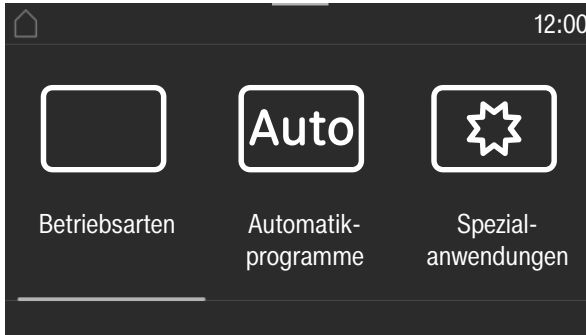 12:00
Auto
Betriebsarten
Automatik-
programme
Spezial-
anwendungen